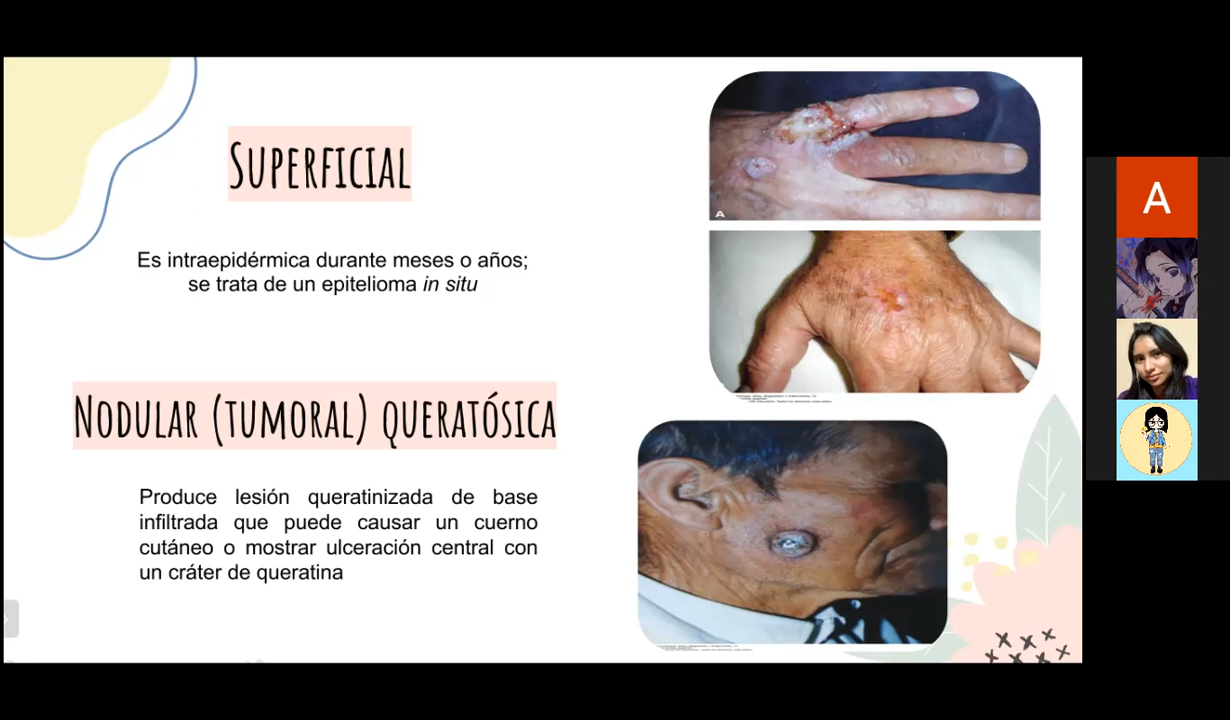 SUPERFICIAL
Es intraepidérmica durante meses o años;
se trata de un epitelioma in situ
NODULAR (TUMORAL) QUERATÓSICA
Produce lesión queratinizada de base
infiltrada que puede causar un cuerno
cutáneo o mostrar ulceración central con
un cráter de queratina
A
A